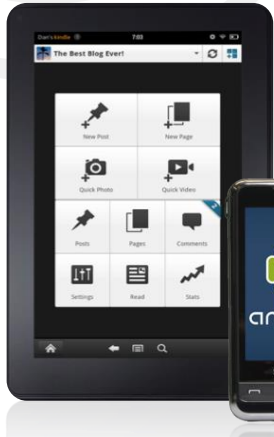 Dan's kindle 7:03
The Best Blog Ever!
New Post New Page
Quick Photo Quick Video
2
Posts Pages Comments
Settings Read Stats